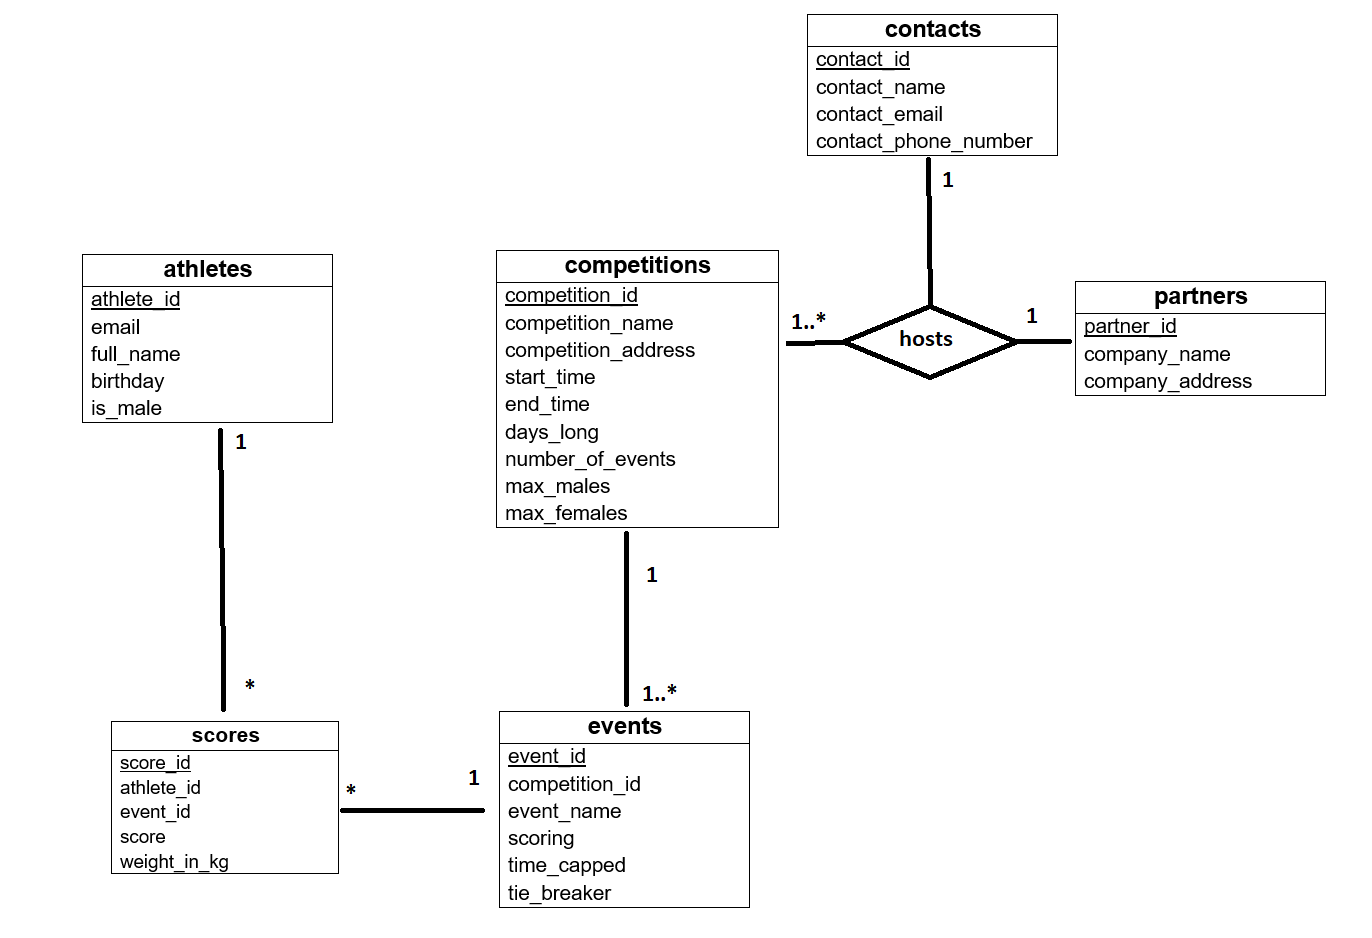 contacts
contact_id
contact_name
contact_email
contact_phone_number
1
athletes
athlete_id
email
full_name
birthday
is_male
1
*
competitions
competition_id
competition_name
competition_address
start_time
end_time
days_long
number_of_events
max_males
max_females
1..*
hosts
1
partners
partner_id
company_name
company_address
1
1..*
scores
score_id
athlete_id
event_id
score
weight_in_kg
*
1
events
event_id
competition_id
event_name
scoring
time_capped
tie_breaker